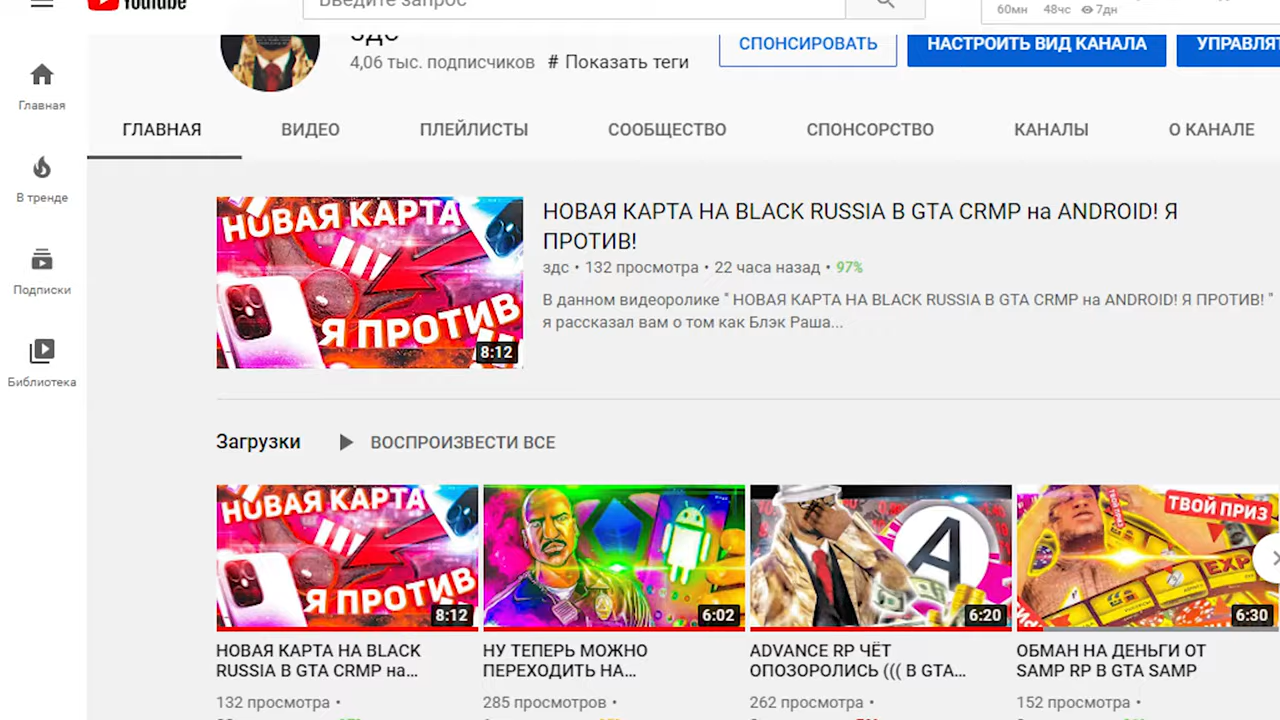 YouTube
Введите запрос
60мн 48чс 7дн
здс
4,06 тыс. подписчиков # Показать теги
СПОНСИРОВАТЬ
НАСТРОИТЬ ВИД КАНАЛА
УПРАВЛЯТ
Главная
В тренде
Подписки
Библиотека
ГЛАВНАЯ ВИДЕО ПЛЕЙЛИСТЫ СООБЩЕСТВО СПОНСОРСТВО КАНАЛЫ О КАНАЛЕ
НОВАЯ КАРТА
Я ПРОТИВ
8:12
НОВАЯ КАРТА НА BLACK RUSSIA В GTA CRMP на ANDROID! Я
ПРОТИВ!
здс • 132 просмотра • 22 часа назад • 97%
В данном видеоролике " НОВАЯ КАРТА НА BLACK RUSSIA В GTA CRMP на ANDROID! Я ПРОТИВ! "
я рассказал вам о том как Блэк Раша...
Загрузки ВОСПРОИЗВЕСТИ ВСЕ
НОВАЯ КАРТА
Я ПРОТИВ
8:12
6:02
A
6:20
ТВОЙ ПРИЗ
EXP
6:30
НОВАЯ КАРТА НА BLACK
RUSSIA В GTA CRMP на...
132 просмотра •
НУ ТЕПЕРЬ МОЖНО
ПЕРЕХОДИТЬ НА...
285 просмотров •
ADVANCE RP ЧЁТ
ОПОЗОРОЛИСЬ ((( В GTA...
262 просмотра •
ОБМАН НА ДЕНЬГИ ОТ
SAMP RP В GTA SAMP
152 просмотра •